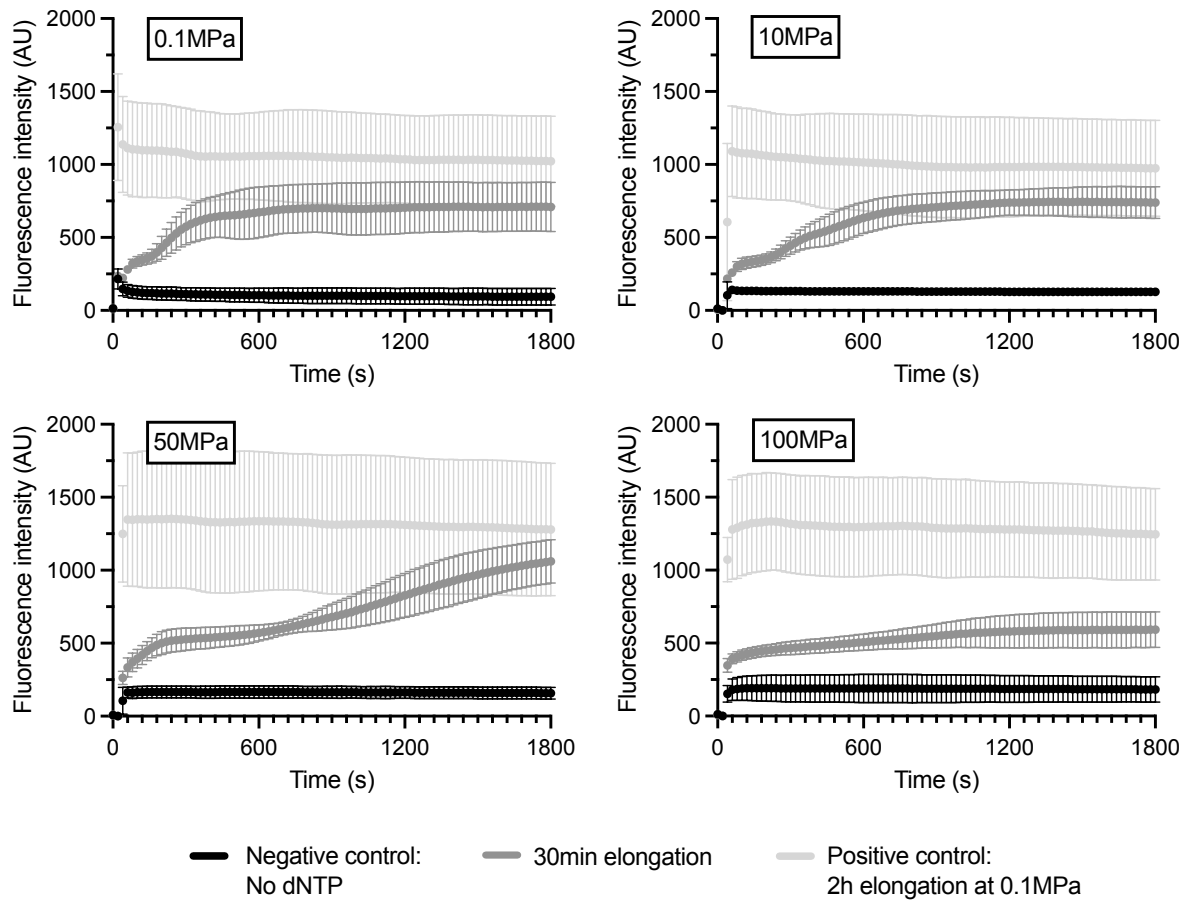 0.1MPa
Fluorescence intensity (AU)
2000
1500
1000
500
0
0 600 1200 1800
Time (s)
10MPa
Fluorescence intensity (AU)
2000
1500
1000
500
0
0 600 1200 1800
Time (s)
50MPa
Fluorescence intensity (AU)
2000
1500
1000
500
0
0 600 1200 1800
Time (s)
100MPa
Fluorescence intensity (AU)
2000
1500
1000
500
0
0 600 1200 1800
Time (s)
Negative control:
No dNTP
30min elongation
Positive control:
2h elongation at 0.1MPa